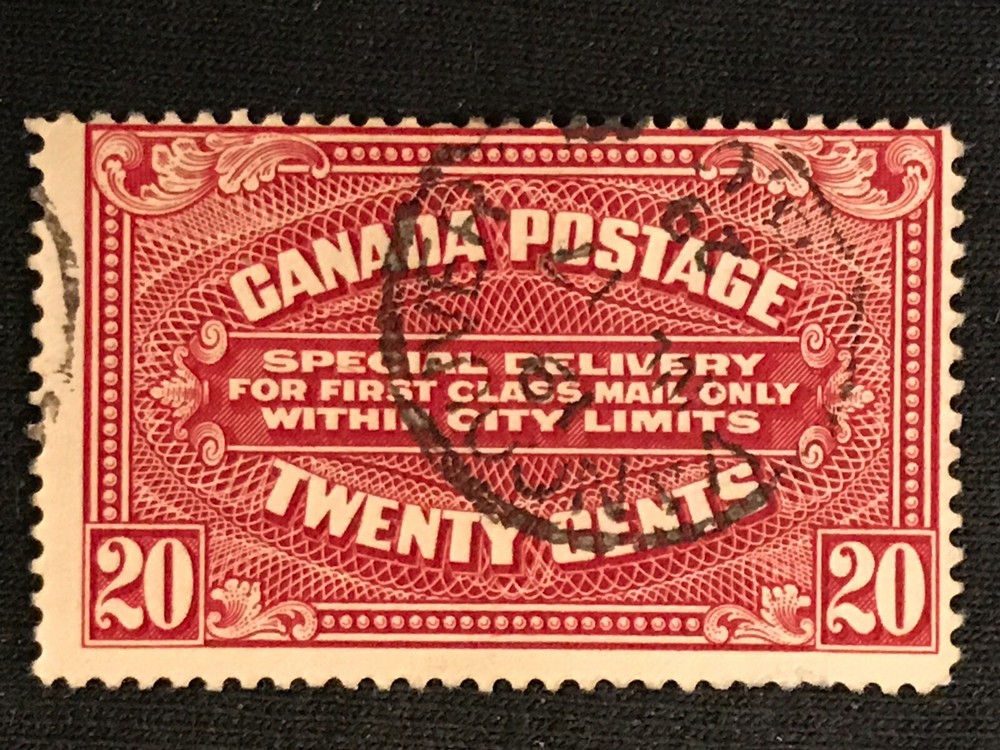 CANADA POSTAGE
SPECIAL DELIVERY
FOR FIRST CLASS MAIL ONLY
WITHIN CITY LIMITS
TWENTY CENTS
20
20